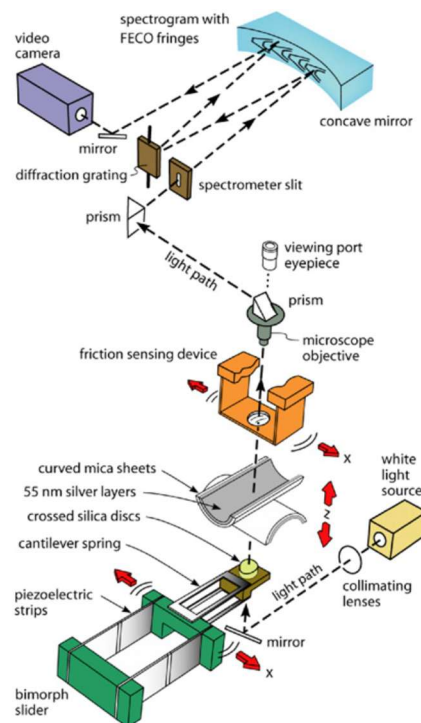 video
camera
spectrogram with
FECO fringes
concave mirror
mirror
diffraction grating
spectrometer slit
prism
light path
viewing port
eyepiece
prism
microscope
objective
friction sensing
device
x
curved mica sheets
55 nm silver layers
crossed silica discs
cantilever spring
z
white
light
source
light path
collimating
lenses
piezoelectric
strips
mirror
x
bimorph
slider